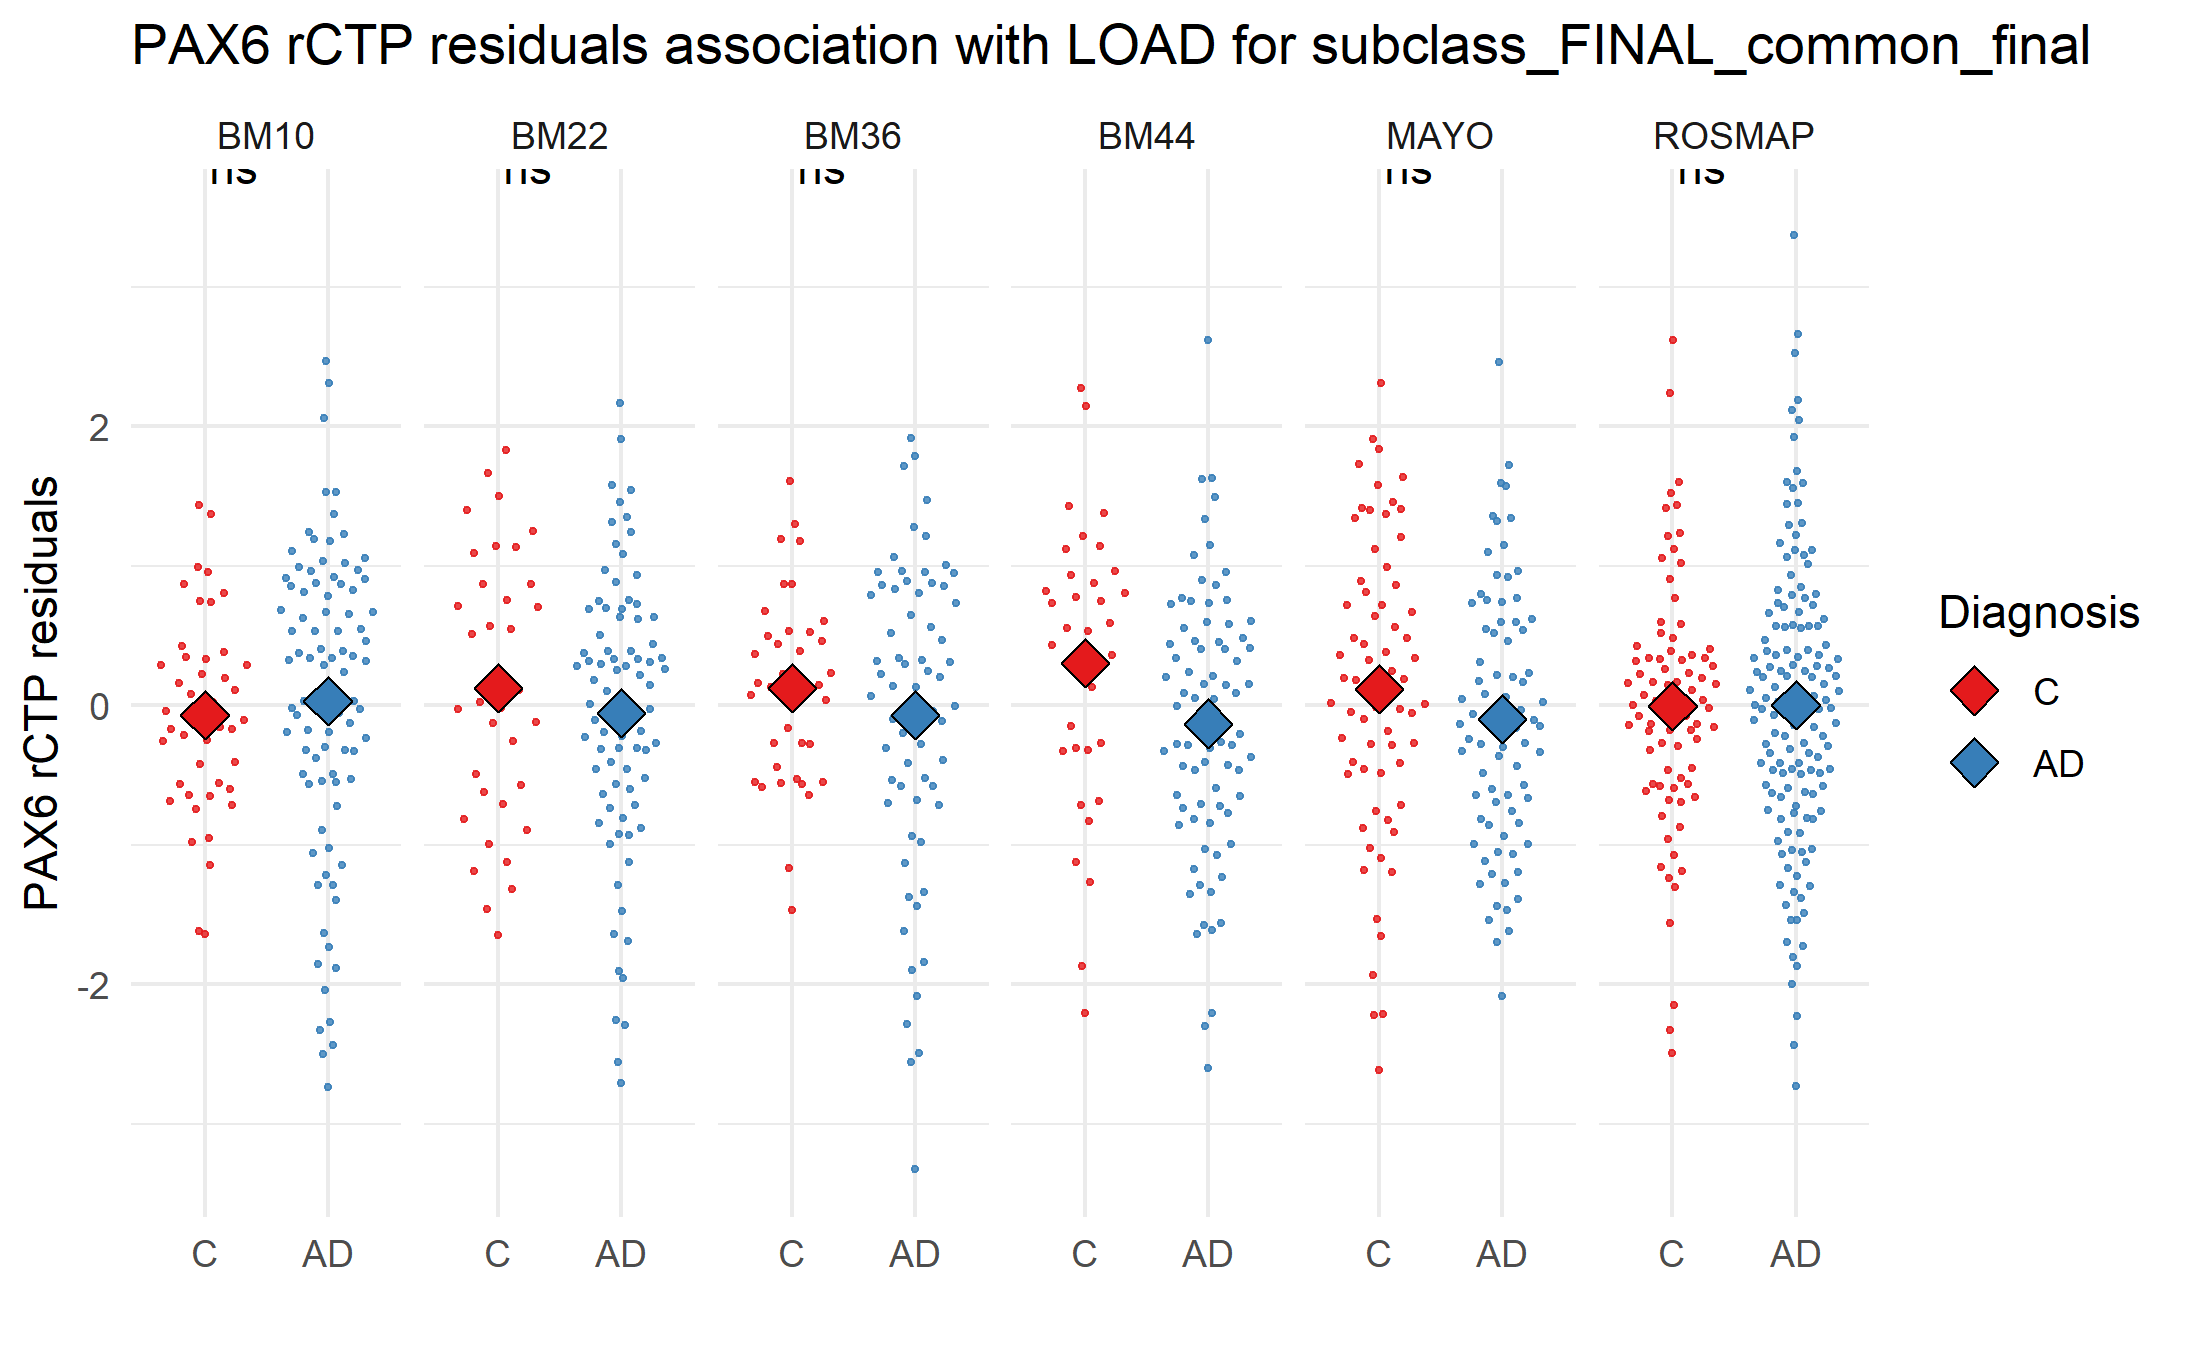 PAX6 rCTP residuals association with LOAD for subclass_FINAL_common_final
BM10 BM22 BM36 BM44 MAYO ROSMAP
ns ns ns ns ns
PAX6 rCTP residuals
2
0
-2
C AD C AD C AD C AD C AD C AD
Diagnosis
C
AD